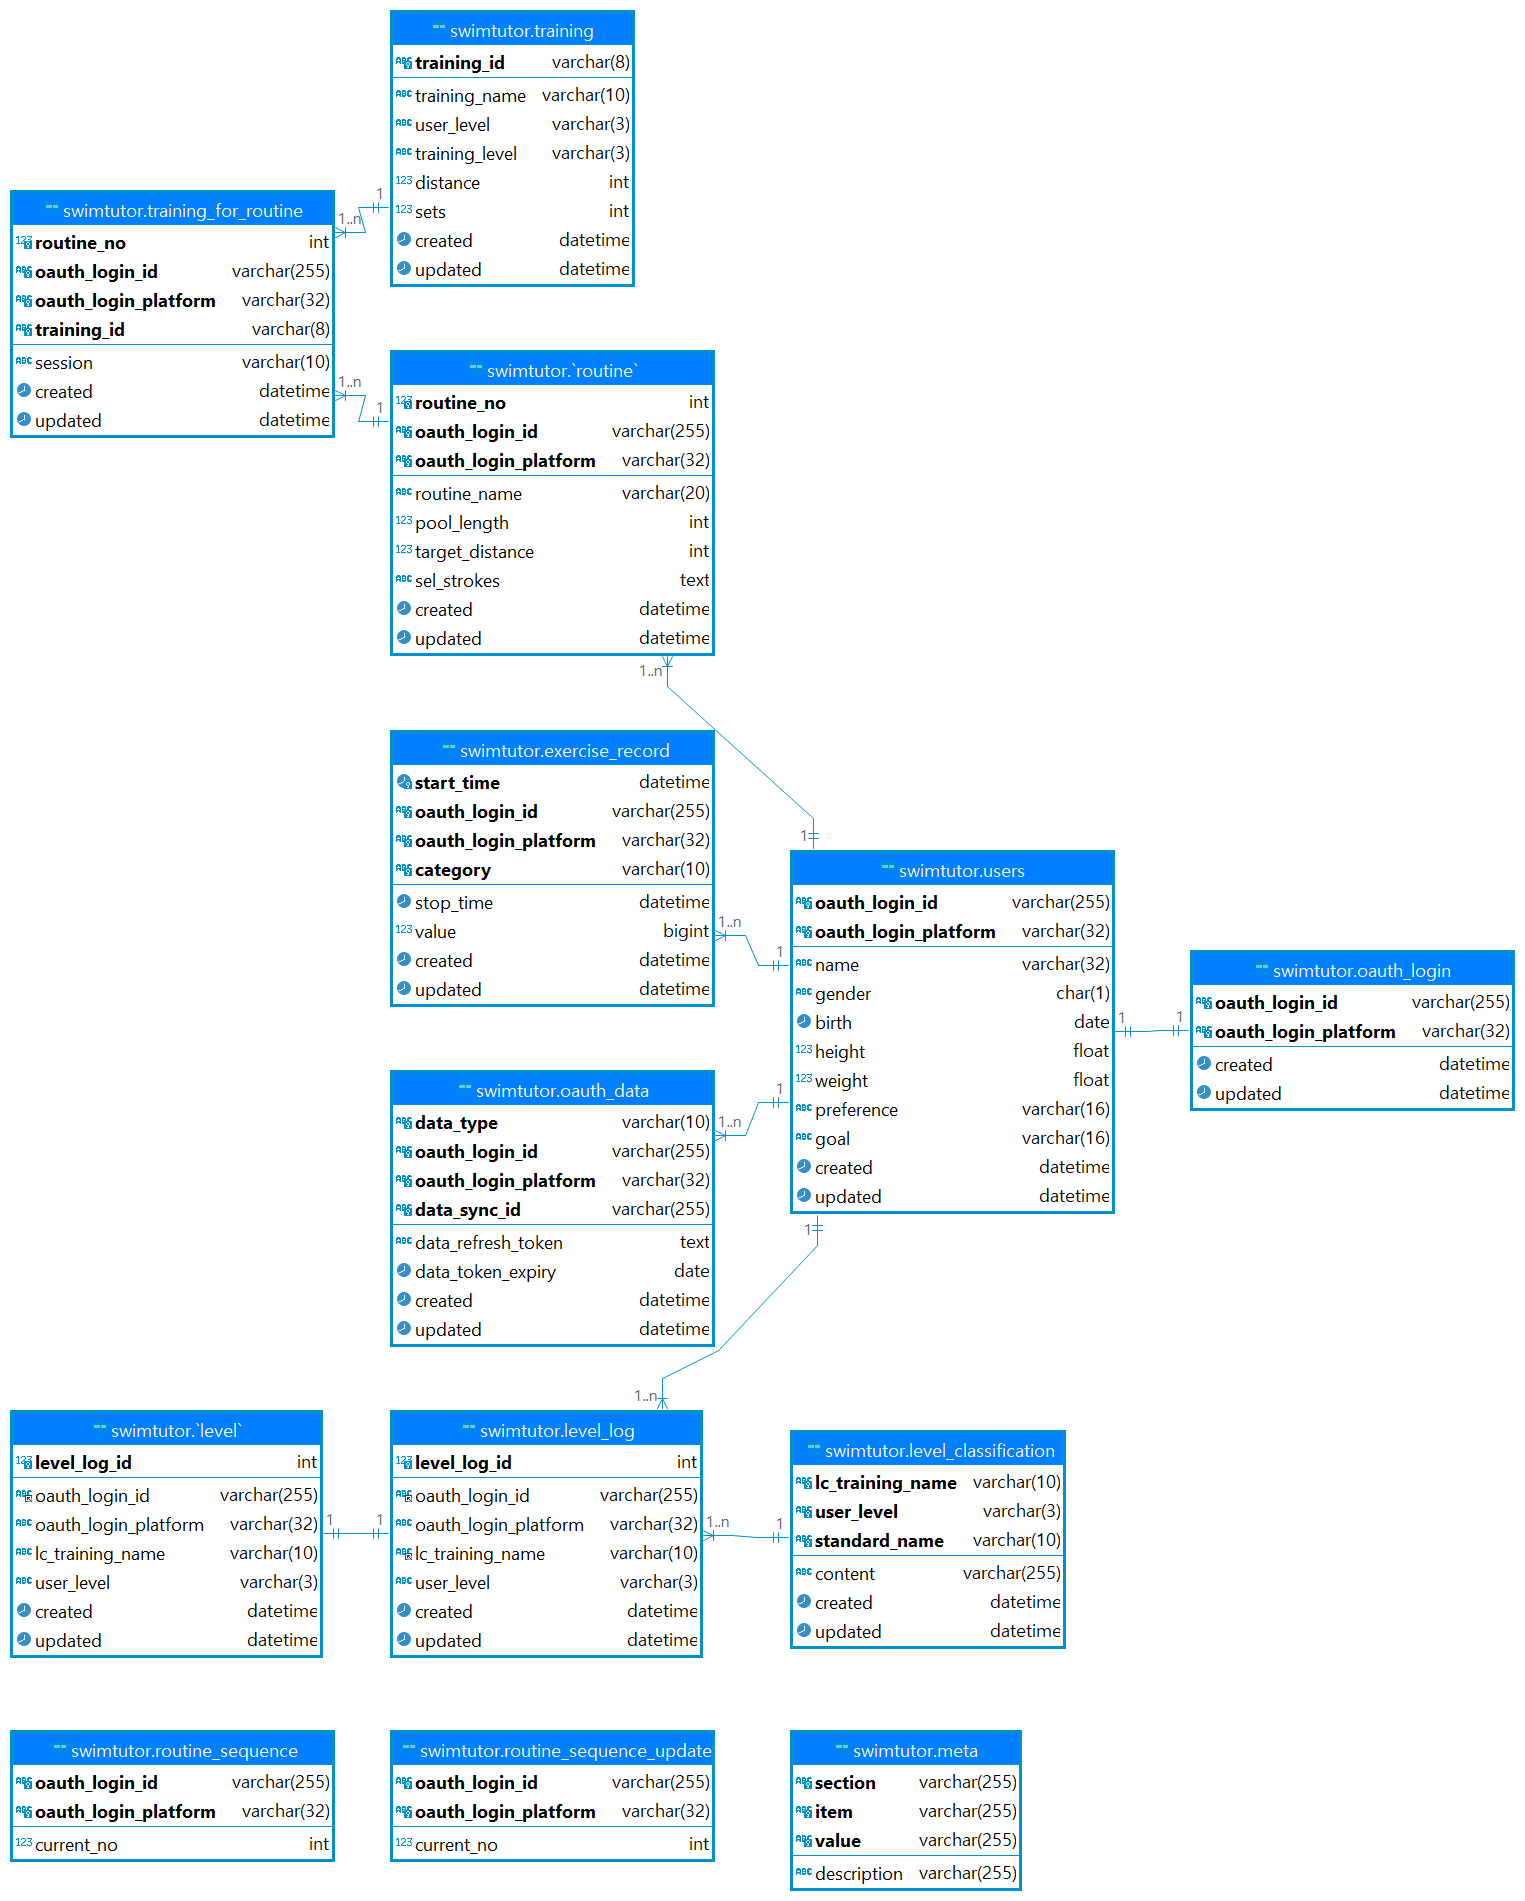 swimtutor.training
training_id varchar(8)
training_name varchar(10)
user_level varchar(3)
training_level varchar(3)
distance int
sets int
created datetime
updated datetime
1
1..n
swimtutor.training_for_routine
routine_no int
oauth_login_id varchar(255)
oauth_login_platform varchar(32)
training_id varchar(8)
session varchar(10)
created datetime
updated datetime
1..n
1
swimtutor.`routine`
routine_no int
oauth_login_id varchar(255)
oauth_login_platform varchar(32)
routine_name varchar(20)
pool_length int
target_distance int
sel_strokes text
created datetime
updated datetime
1..n
1
swimtutor.exercise_record
start_time datetime
oauth_login_id varchar(255)
oauth_login_platform varchar(32)
category varchar(10)
stop_time datetime
value bigint
created datetime
updated datetime
1..n
1
swimtutor.users
oauth_login_id varchar(255)
oauth_login_platform varchar(32)
name varchar(32)
gender char(1)
birth date
height float
weight float
preference varchar(16)
goal varchar(16)
created datetime
updated datetime
1
1
swimtutor.oauth_login
oauth_login_id varchar(255)
oauth_login_platform varchar(32)
created datetime
updated datetime
swimtutor.oauth_data
data_type varchar(10)
oauth_login_id varchar(255)
oauth_login_platform varchar(32)
data_sync_id varchar(255)
data_refresh_token text
data_token_expiry date
created datetime
updated datetime
1..n
1
1
1..n
swimtutor.`level`
level_log_id int
oauth_login_id varchar(255)
oauth_login_platform varchar(32)
lc_training_name varchar(10)
user_level varchar(3)
created datetime
updated datetime
1
1
swimtutor.level_log
level_log_id int
oauth_login_id varchar(255)
oauth_login_platform varchar(32)
lc_training_name varchar(10)
user_level varchar(3)
created datetime
updated datetime
1..n
1
swimtutor.level_classification
lc_training_name varchar(10)
user_level varchar(3)
standard_name varchar(10)
content varchar(255)
created datetime
updated datetime
swimtutor.routine_sequence
oauth_login_id varchar(255)
oauth_login_platform varchar(32)
current_no int
swimtutor.routine_sequence_update
oauth_login_id varchar(255)
oauth_login_platform varchar(32)
current_no int
swimtutor.meta
section varchar(255)
item varchar(255)
value varchar(255)
description varchar(255)